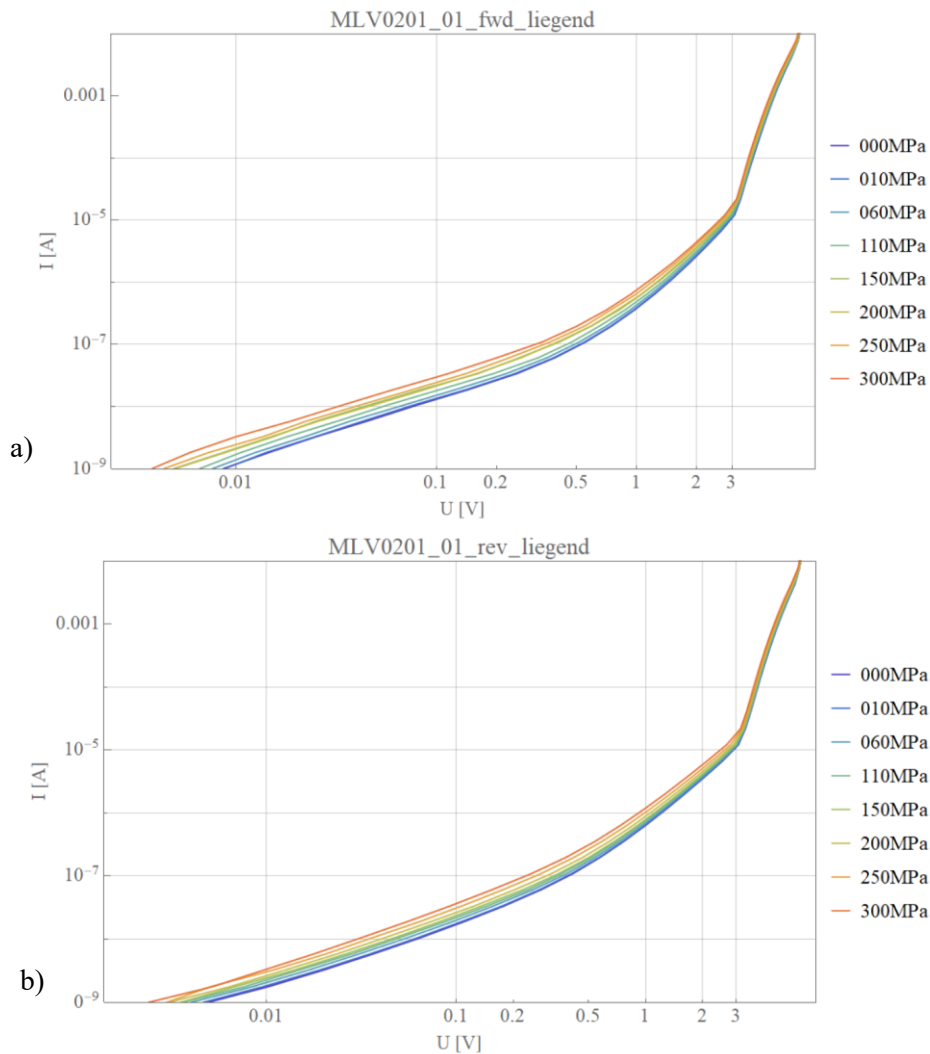 MLV0201_01_fwd_liegend
0.001
10⁻⁵
10⁻⁷
10⁻⁹
I [A]
0.01 0.1 0.2 0.5 1 2 3
U [V]
000MPa
010MPa
060MPa
110MPa
150MPa
200MPa
250MPa
300MPa
a)
MLV0201_01_rev_liegend
0.001
10⁻⁵
10⁻⁷
0⁻⁹
I [A]
0.01 0.1 0.2 0.5 1 2 3
U [V]
000MPa
010MPa
060MPa
110MPa
150MPa
200MPa
250MPa
300MPa
b)